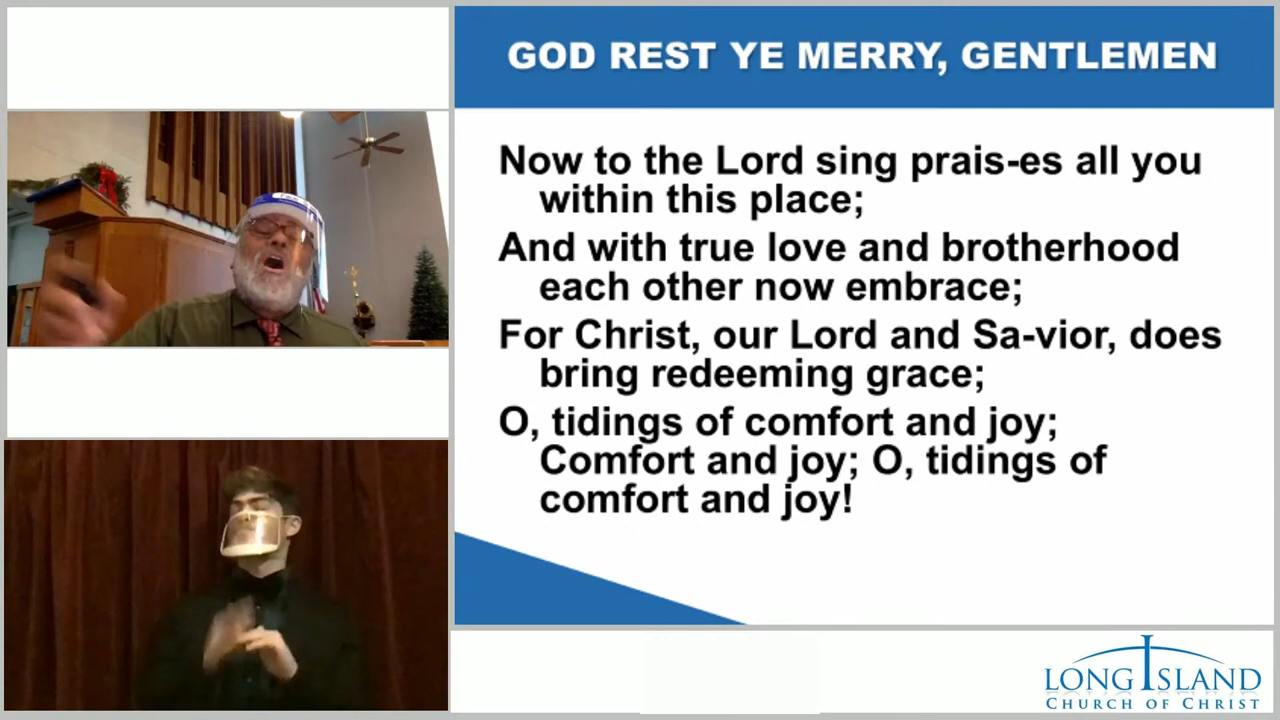 GOD REST YE MERRY, GENTLEMEN
Now to the Lord sing prais-es all you
within this place;
And with true love and brotherhood
each other now embrace;
For Christ, our Lord and Sa-vior, does
bring redeeming grace;
O, tidings of comfort and joy;
Comfort and joy; O, tidings of
comfort and joy!
LONG ISLAND
CHURCH OF CHRIST